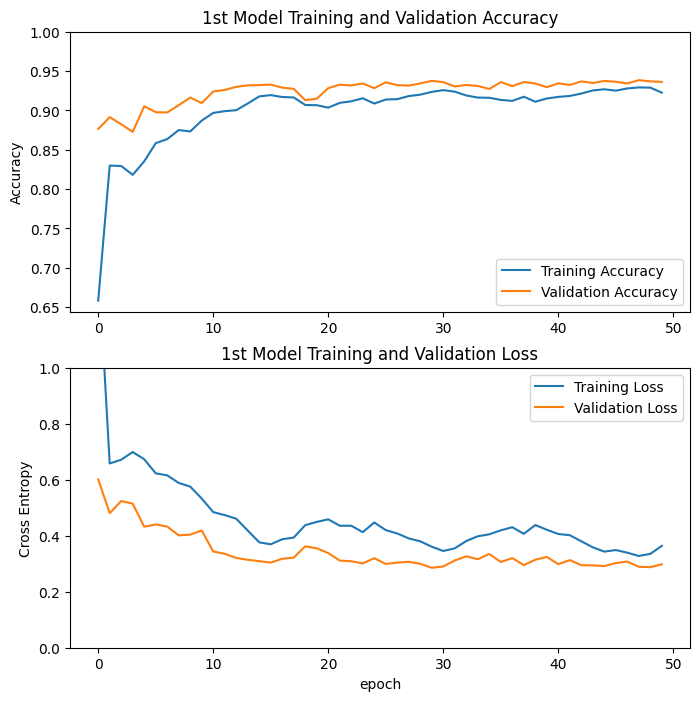 1st Model Training and Validation Accuracy
Accuracy
1.00
0.95
0.90
0.85
0.80
0.75
0.70
0.65
Training Accuracy
Validation Accuracy
0 10 20 30 40 50
1st Model Training and Validation Loss
Cross Entropy
1.0
0.8
0.6
0.4
0.2
0.0
Training Loss
Validation Loss
0 10 20 30 40 50
epoch